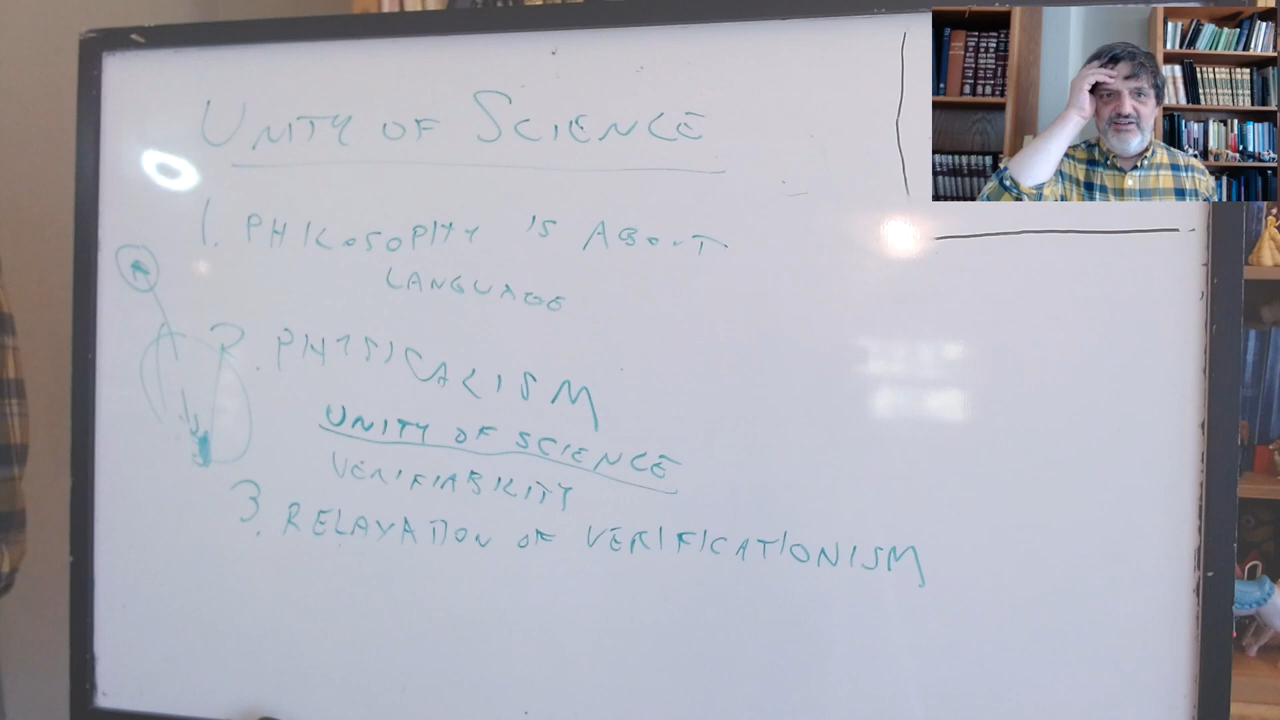 UNITY OF SCIENCE
1. PHILOSOPHY IS ABOUT
LANGUAGE
2. PHYSICALISM
UNITY OF SCIENCE
VERIFIABILITY
3. RELAXATION OF VERIFICATIONISM